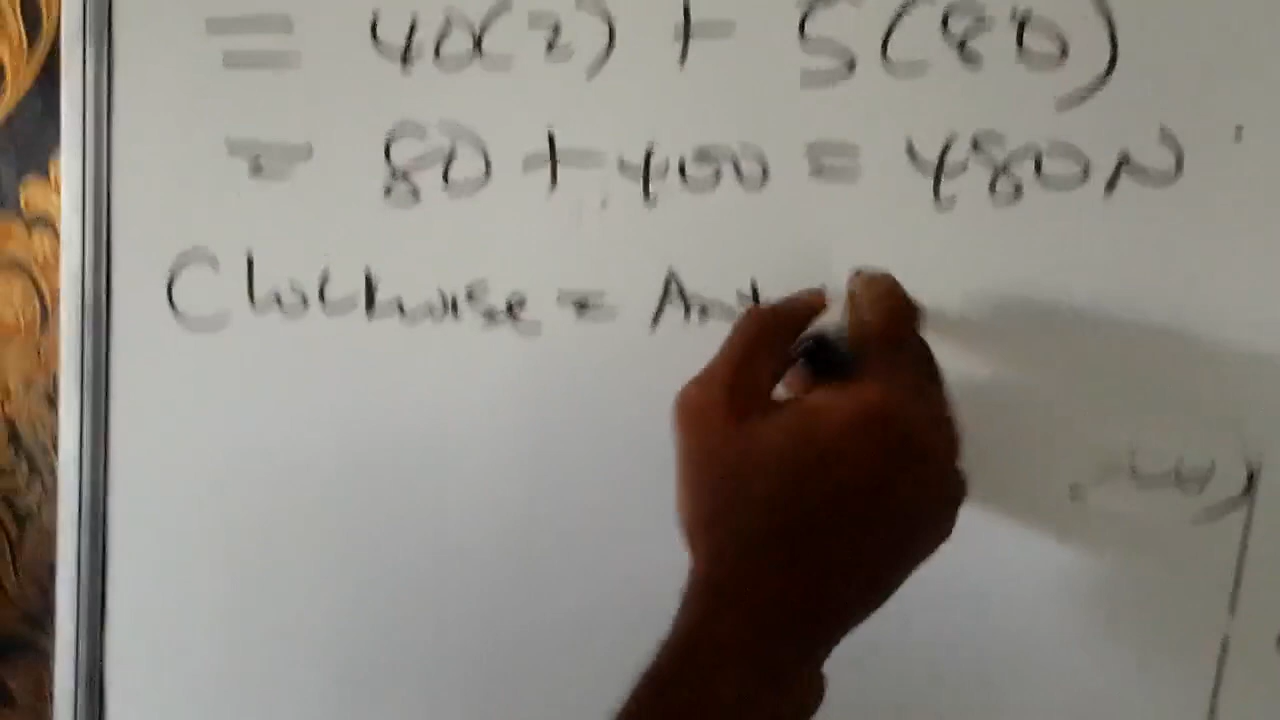 = 40(2) + 5(80)
= 80 + 400 = 480N
Clockwise = Ant